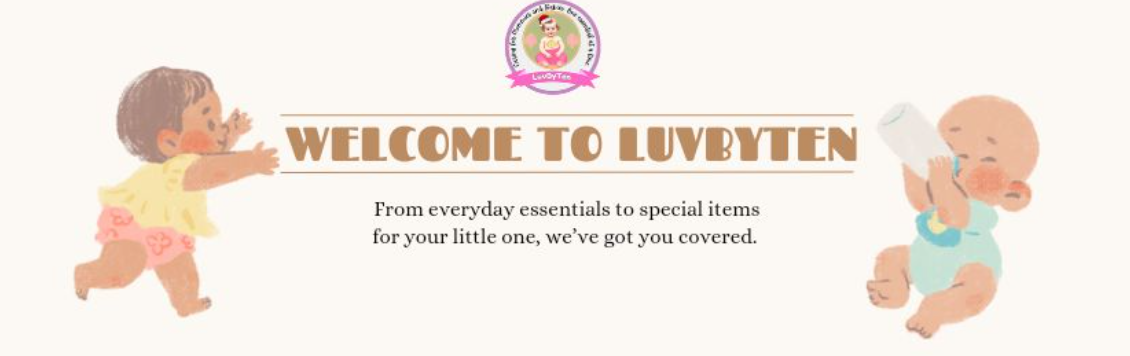 LuvByTen
WELCOME TO LUVBYTEN
From everyday essentials to special items
for your little one, we’ve got you covered.